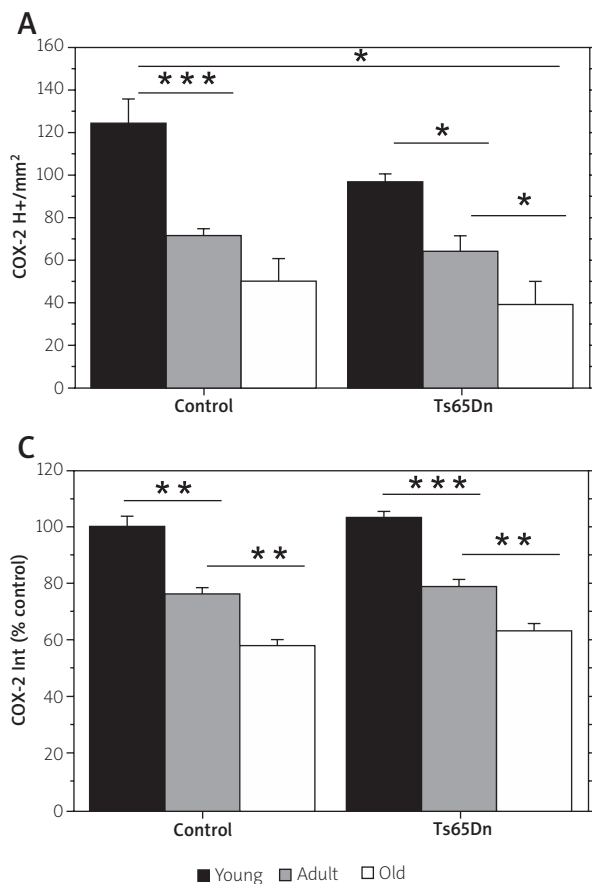 A
160
140
120
100
80
60
40
20
0
COX-2 H+/mm²
*
* * *
*
*
Control Ts65Dn
C
120
100
80
60
40
20
0
COX-2 Int (% control)
* *
* *
* * *
* *
Control Ts65Dn
Young Adult Old